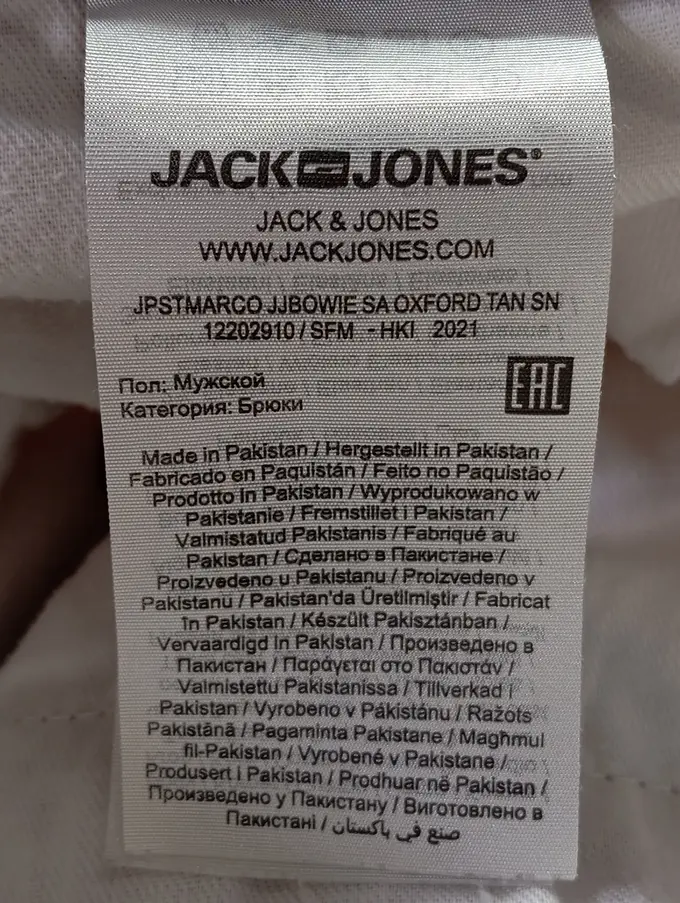 JACK JONES®
JACK & JONES
WWW.JACKJONES.COM
JPSTMARCO JJBOWIE SA OXFORD TAN SN
12202910 / SFM - HKI 2021
Пол: Мужской
Категория: Брюки
EAC
Made in Pakistan / Hergestellt in Pakistan /
Fabricado en Paquistán / Feito no Paquistão /
Prodotto in Pakistan / Wyprodukowano w
Pakistanie / Fremstillet i Pakistan /
Valmistatud Pakistanis / Fabriqué au
Pakistan / Сделано в Пакистане /
Proizvedeno u Pakistanu / Proizvedeno v
Pakistanu / Pakistan'da Üretilmiştir / Fabricat
în Pakistan / Készült Pakisztánban /
Vervaardigd in Pakistan / Произведено в
Пакистан / Παράγεται στο Πακιστάν /
Valmistettu Pakistanissa / Tillverkad i
Pakistan / Vyrobeno v Pákistánu / Ražots
Pakistānā / Pagaminta Pakistane / Magħmul
fil-Pakistan / Vyrobené v Pakistane /
Produsert i Pakistan / Prodhuar në Pakistan /
Произведено у Пакистану / Виготовлено в
Пакистані / صنع في باكستان